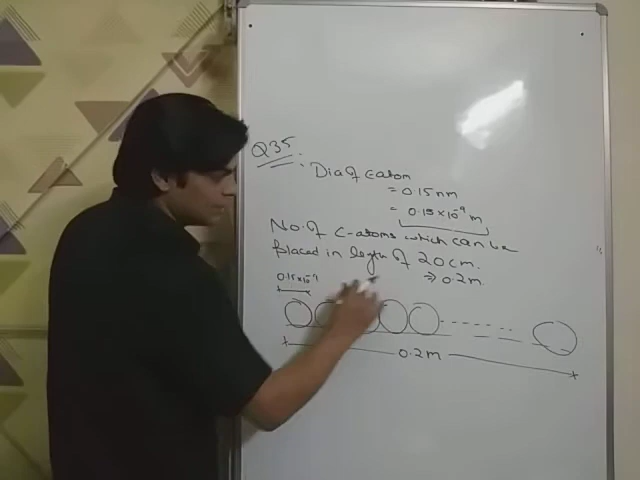 Q35
: Dia of C atom
= 0.15 nm
= 0.15 × 10⁻⁹ m
No. of C-atoms which can be
placed in length of 20 cm.
⇒ 0.2 m.
0.15×10⁻⁹
0.2 m